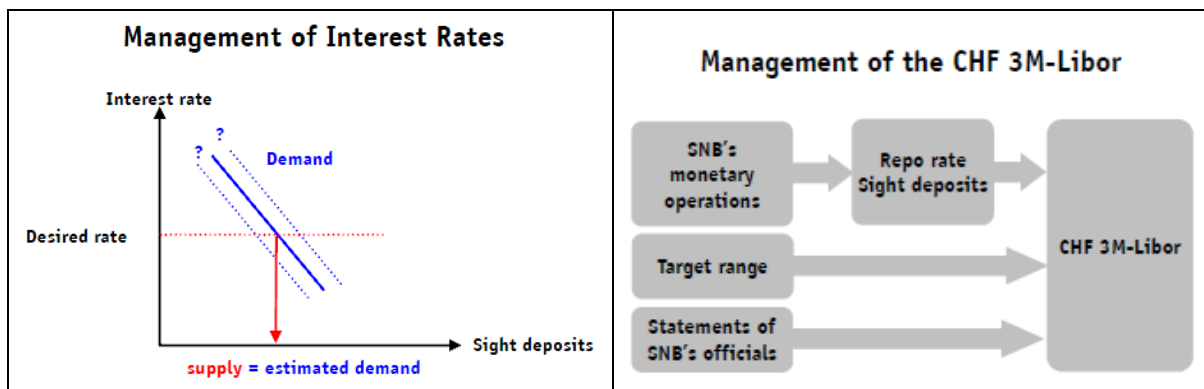 Management of Interest Rates
Interest rate
?
?
Demand
Desired rate
Sight deposits
supply = estimated demand
Management of the CHF 3M-Libor
SNB's
monetary
operations
Repo rate
Sight deposits
CHF 3M-Libor
Target range
Statements of
SNB's officials